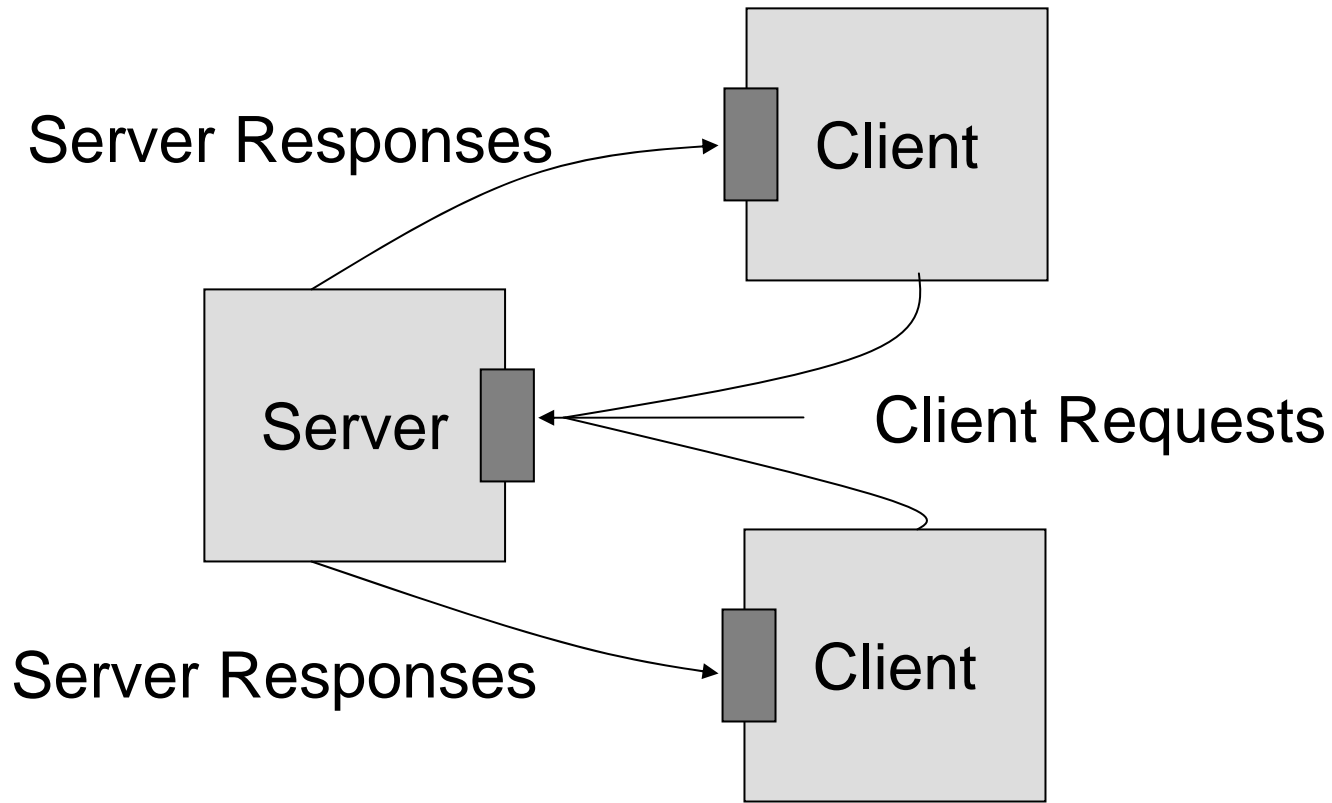 Server Responses
Client
Server
Client Requests
Server Responses
Client